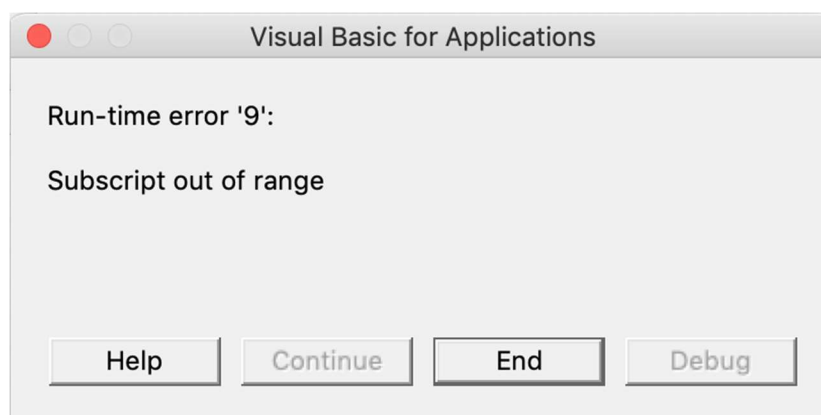 Visual Basic for Applications
Run-time error '9':
Subscript out of range
Help Continue End Debug